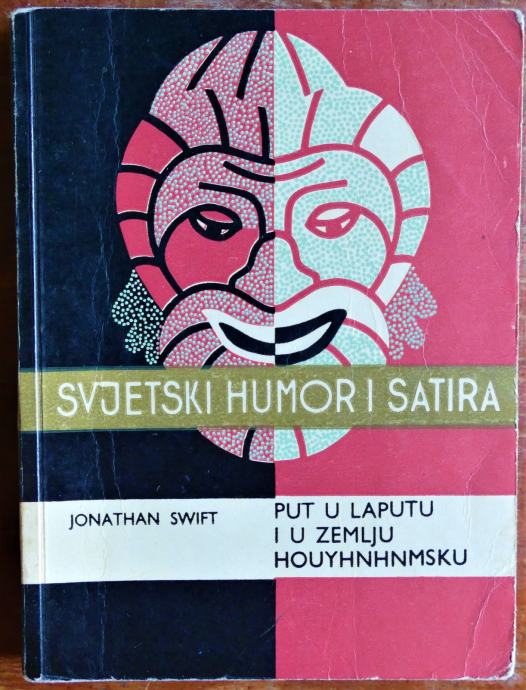 SVJETSKI HUMOR I SATIRA
JONATHAN SWIFT
PUT U LAPUTU
I U ZEMLJU
HOUYHNHNMSKU